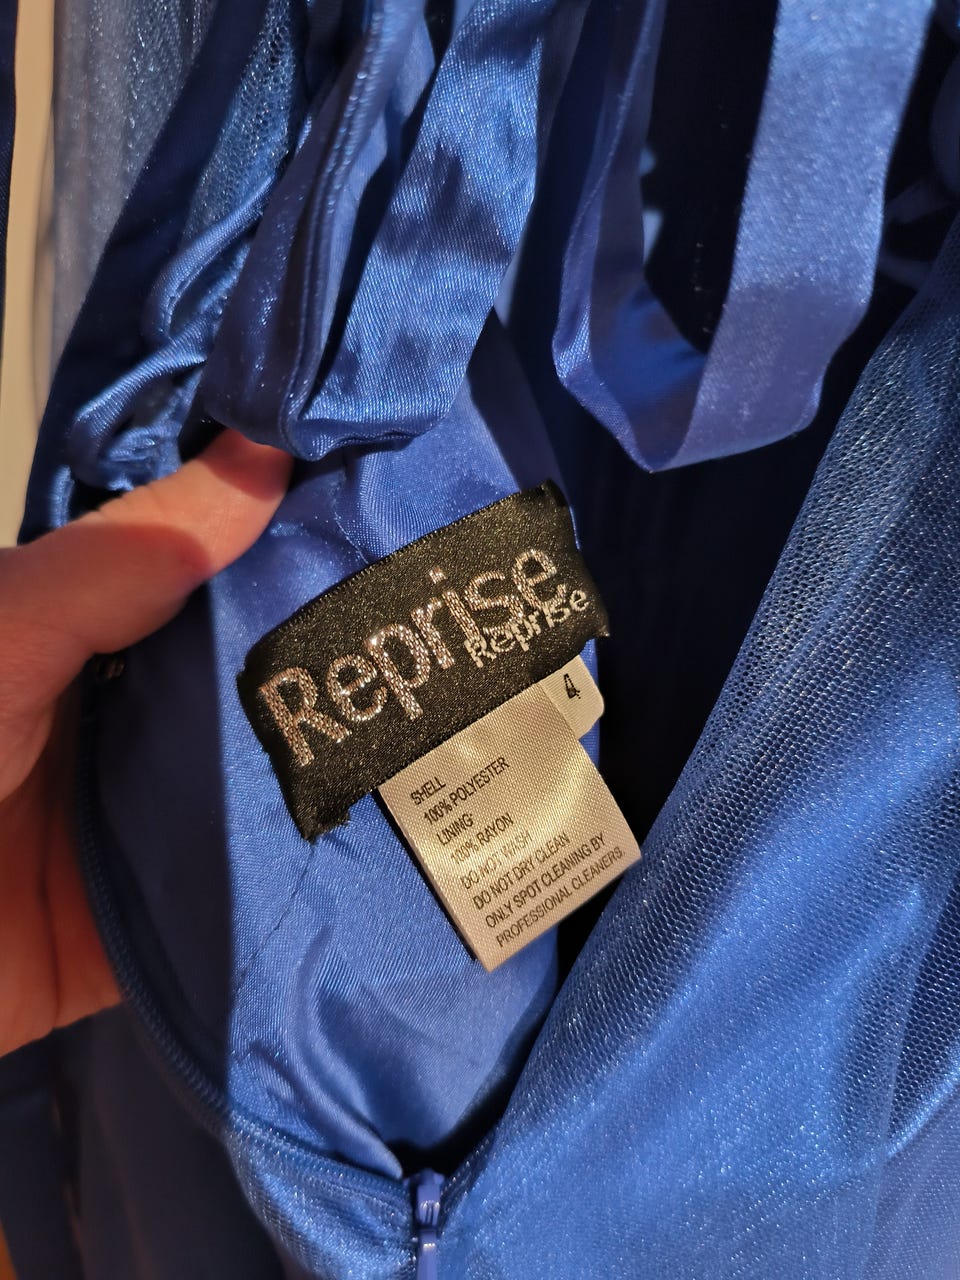 Reprise
Reprise
4
SHELL
100% POLYESTER
LINING:
100% RAYON
DO NOT WASH
DO NOT DRY CLEAN
ONLY SPOT CLEANING BY
PROFESSIONAL CLEANERS.